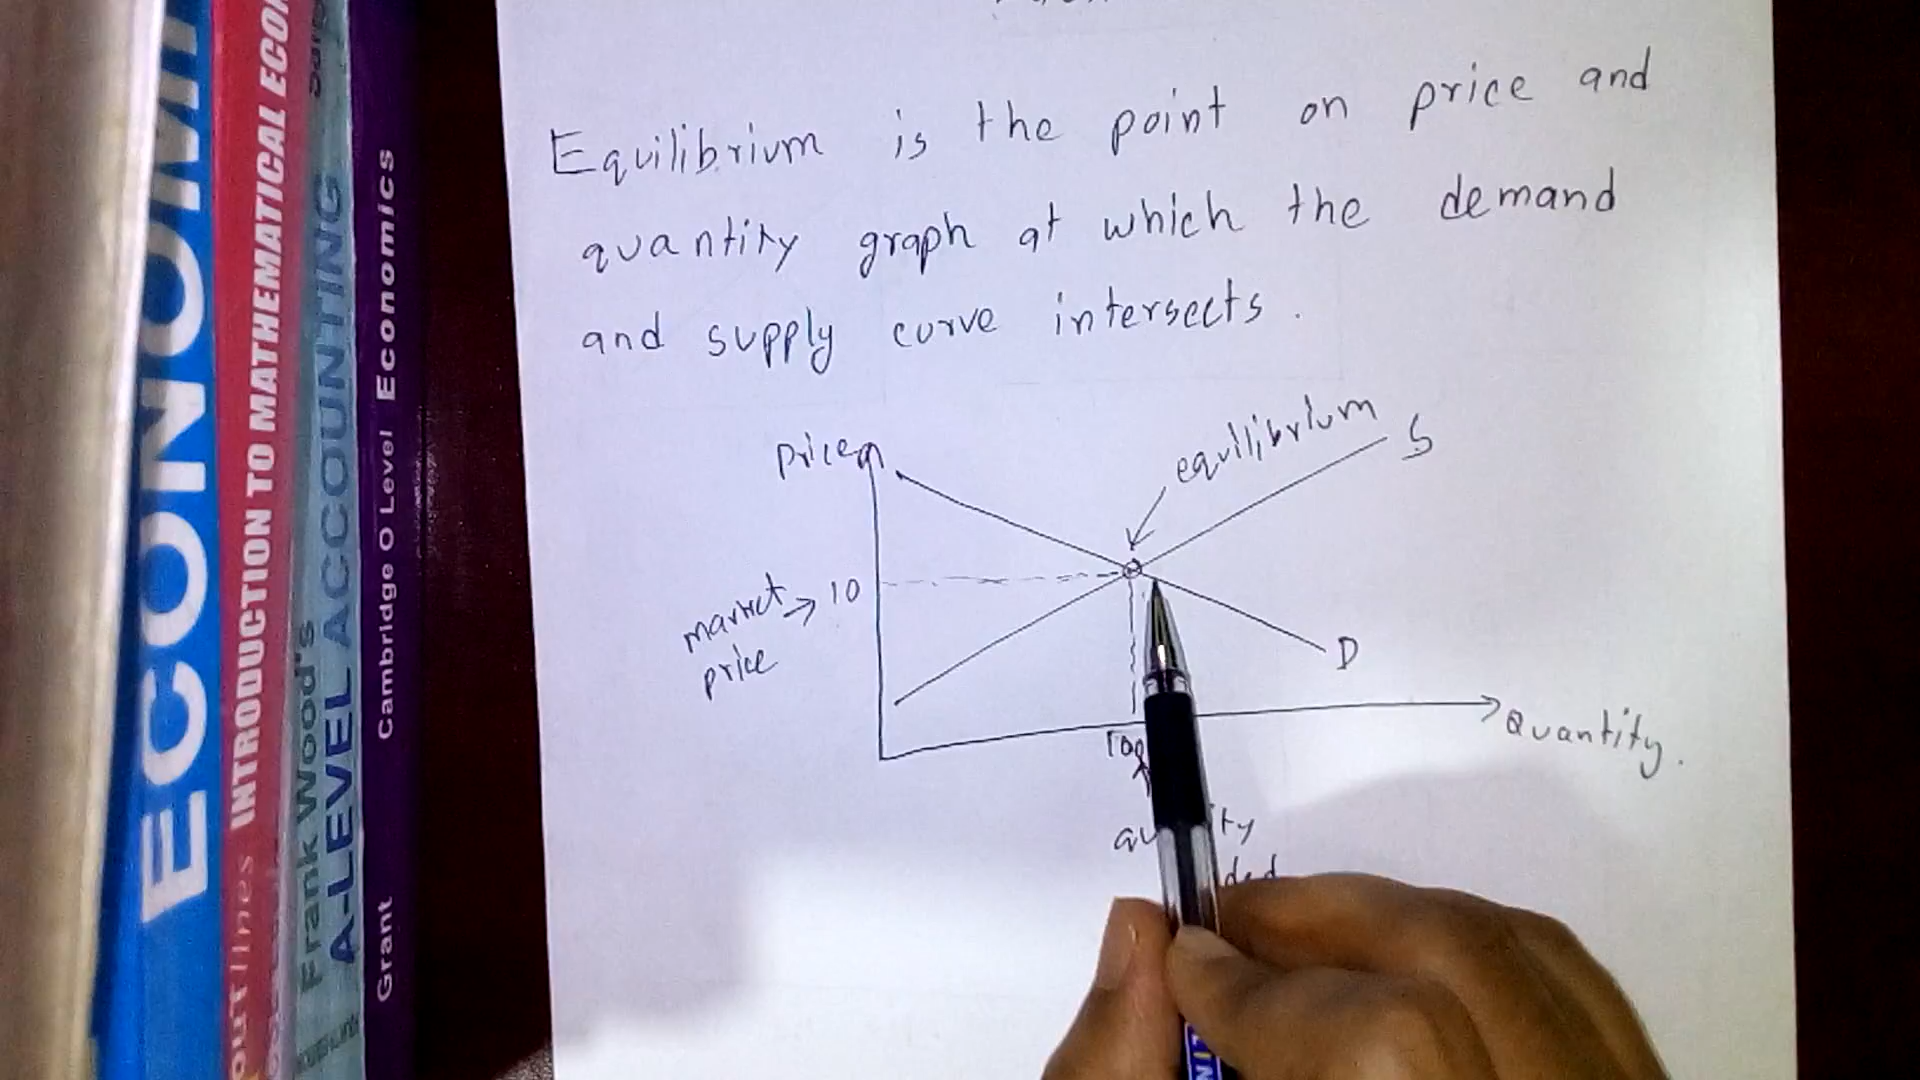 ECONOMI
OUTlines INTRODUCTION TO MATHEMATICAL ECON
Frank Wood's
A-LEVEL ACCOUNTING
Grant Cambridge O Level Economics
Equilibrium is the point on price and
quantity graph at which the demand
and supply curve intersects.
Price
equilibrium
S
market → 10
price
D
Quantity.